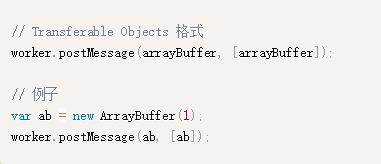 // Transferable Objects 格式
worker.postMessage(arrayBuffer, [arrayBuffer]);
// 例子
var ab = new ArrayBuffer(1);
worker.postMessage(ab, [ab]);